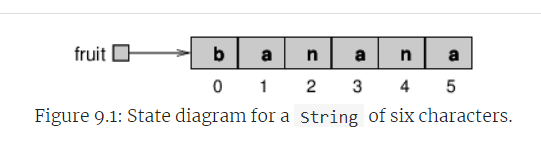 fruit b a n a n a
0 1 2 3 4 5
Figure 9.1: State diagram for a String of six characters.